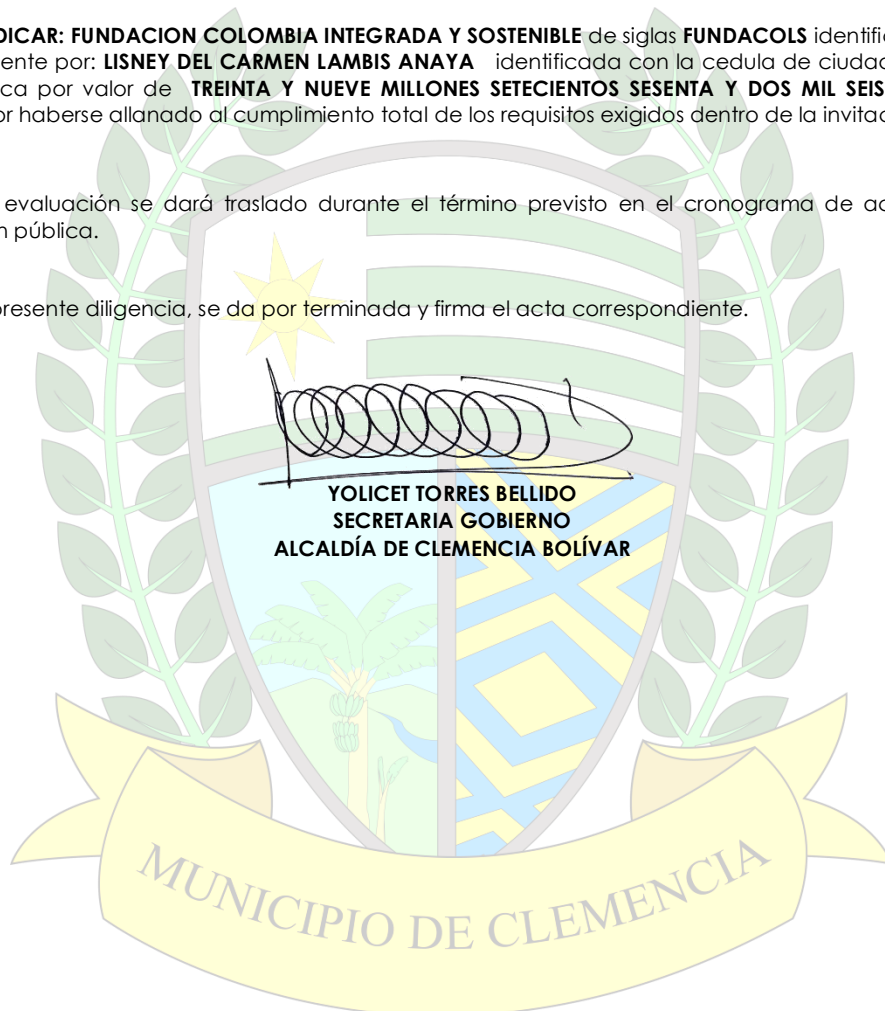 DICAR: FUNDACION COLOMBIA INTEGRADA Y SOSTENIBLE de siglas FUNDACOLS identifi
ente por: LISNEY DEL CARMEN LAMBIS ANAYA identificada con la cedula de ciudad
ca por valor de TREINTA Y NUEVE MILLONES SETECIENTOS SESENTA Y DOS MIL SEIS
or haberse allanado al cumplimiento total de los requisitos exigidos dentro de la invitac
evaluación se dará traslado durante el término previsto en el cronograma de ac
n pública.
presente diligencia, se da por terminada y firma el acta correspondiente.
YOLICET TORRES BELLIDO
SECRETARIA GOBIERNO
ALCALDÍA DE CLEMENCIA BOLÍVAR
MUNICIPIO DE CLEMENCIA